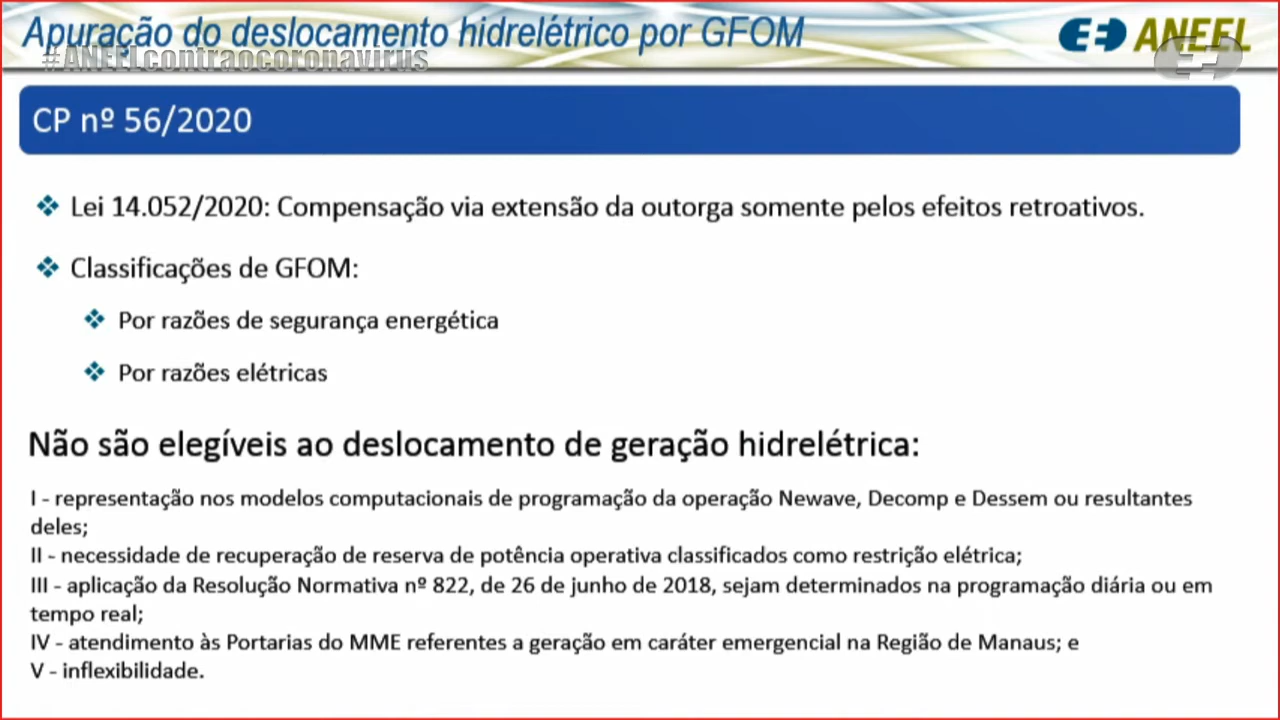 Apuração do deslocamento hidrelétrico por GFOM
ANEEL
#ANEELcontraocoronavirus
CP nº 56/2020
Lei 14.052/2020: Compensação via extensão da outorga somente pelos efeitos retroativos.
Classificações de GFOM:
Por razões de segurança energética
Por razões elétricas
Não são elegíveis ao deslocamento de geração hidrelétrica:
I - representação nos modelos computacionais de programação da operação Newave, Decomp e Dessem ou resultantes
deles;
II - necessidade de recuperação de reserva de potência operativa classificados como restrição elétrica;
III - aplicação da Resolução Normativa nº 822, de 26 de junho de 2018, sejam determinados na programação diária ou em
tempo real;
IV - atendimento às Portarias do MME referentes a geração em caráter emergencial na Região de Manaus; e
V - inflexibilidade.